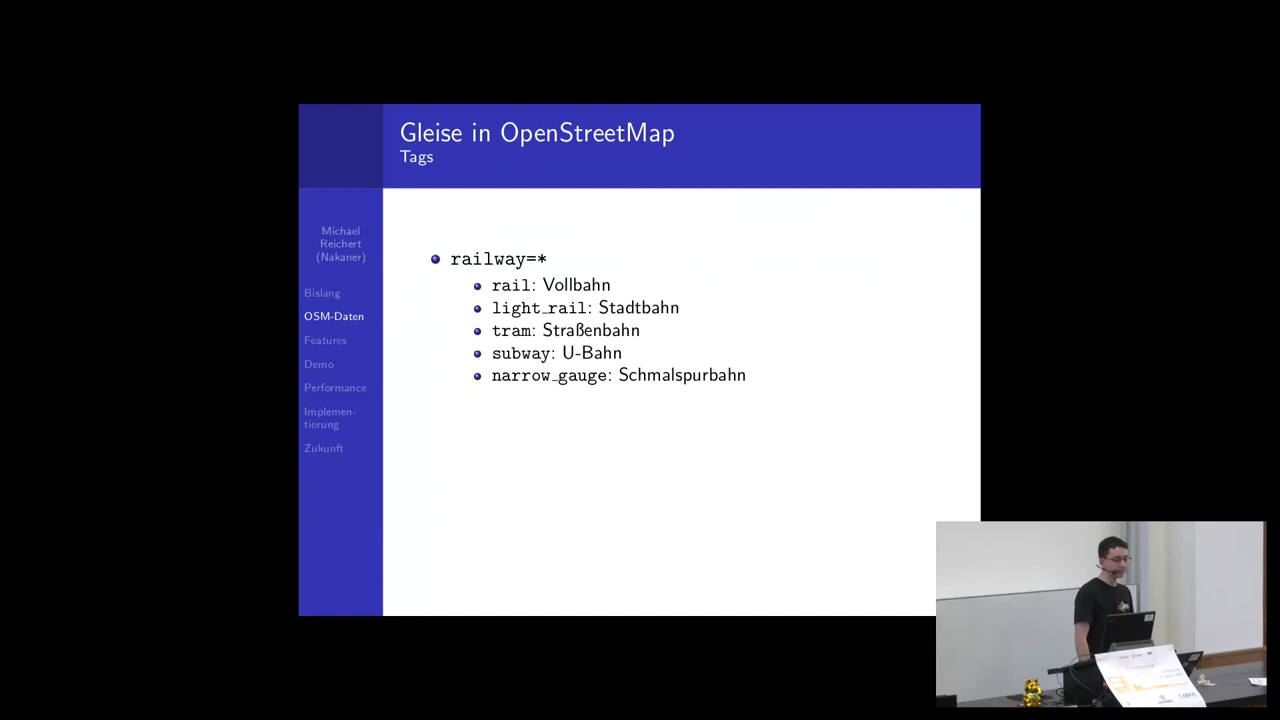 Gleise in OpenStreetMap
Tags
Michael
Reichert
(Nakaner)
Bislang
OSM-Daten
Features
Demo
Performance
Implemen-
tierung
Zukunft
railway=*
rail: Vollbahn
light_rail: Stadtbahn
tram: Straßenbahn
subway: U-Bahn
narrow_gauge: Schmalspurbahn